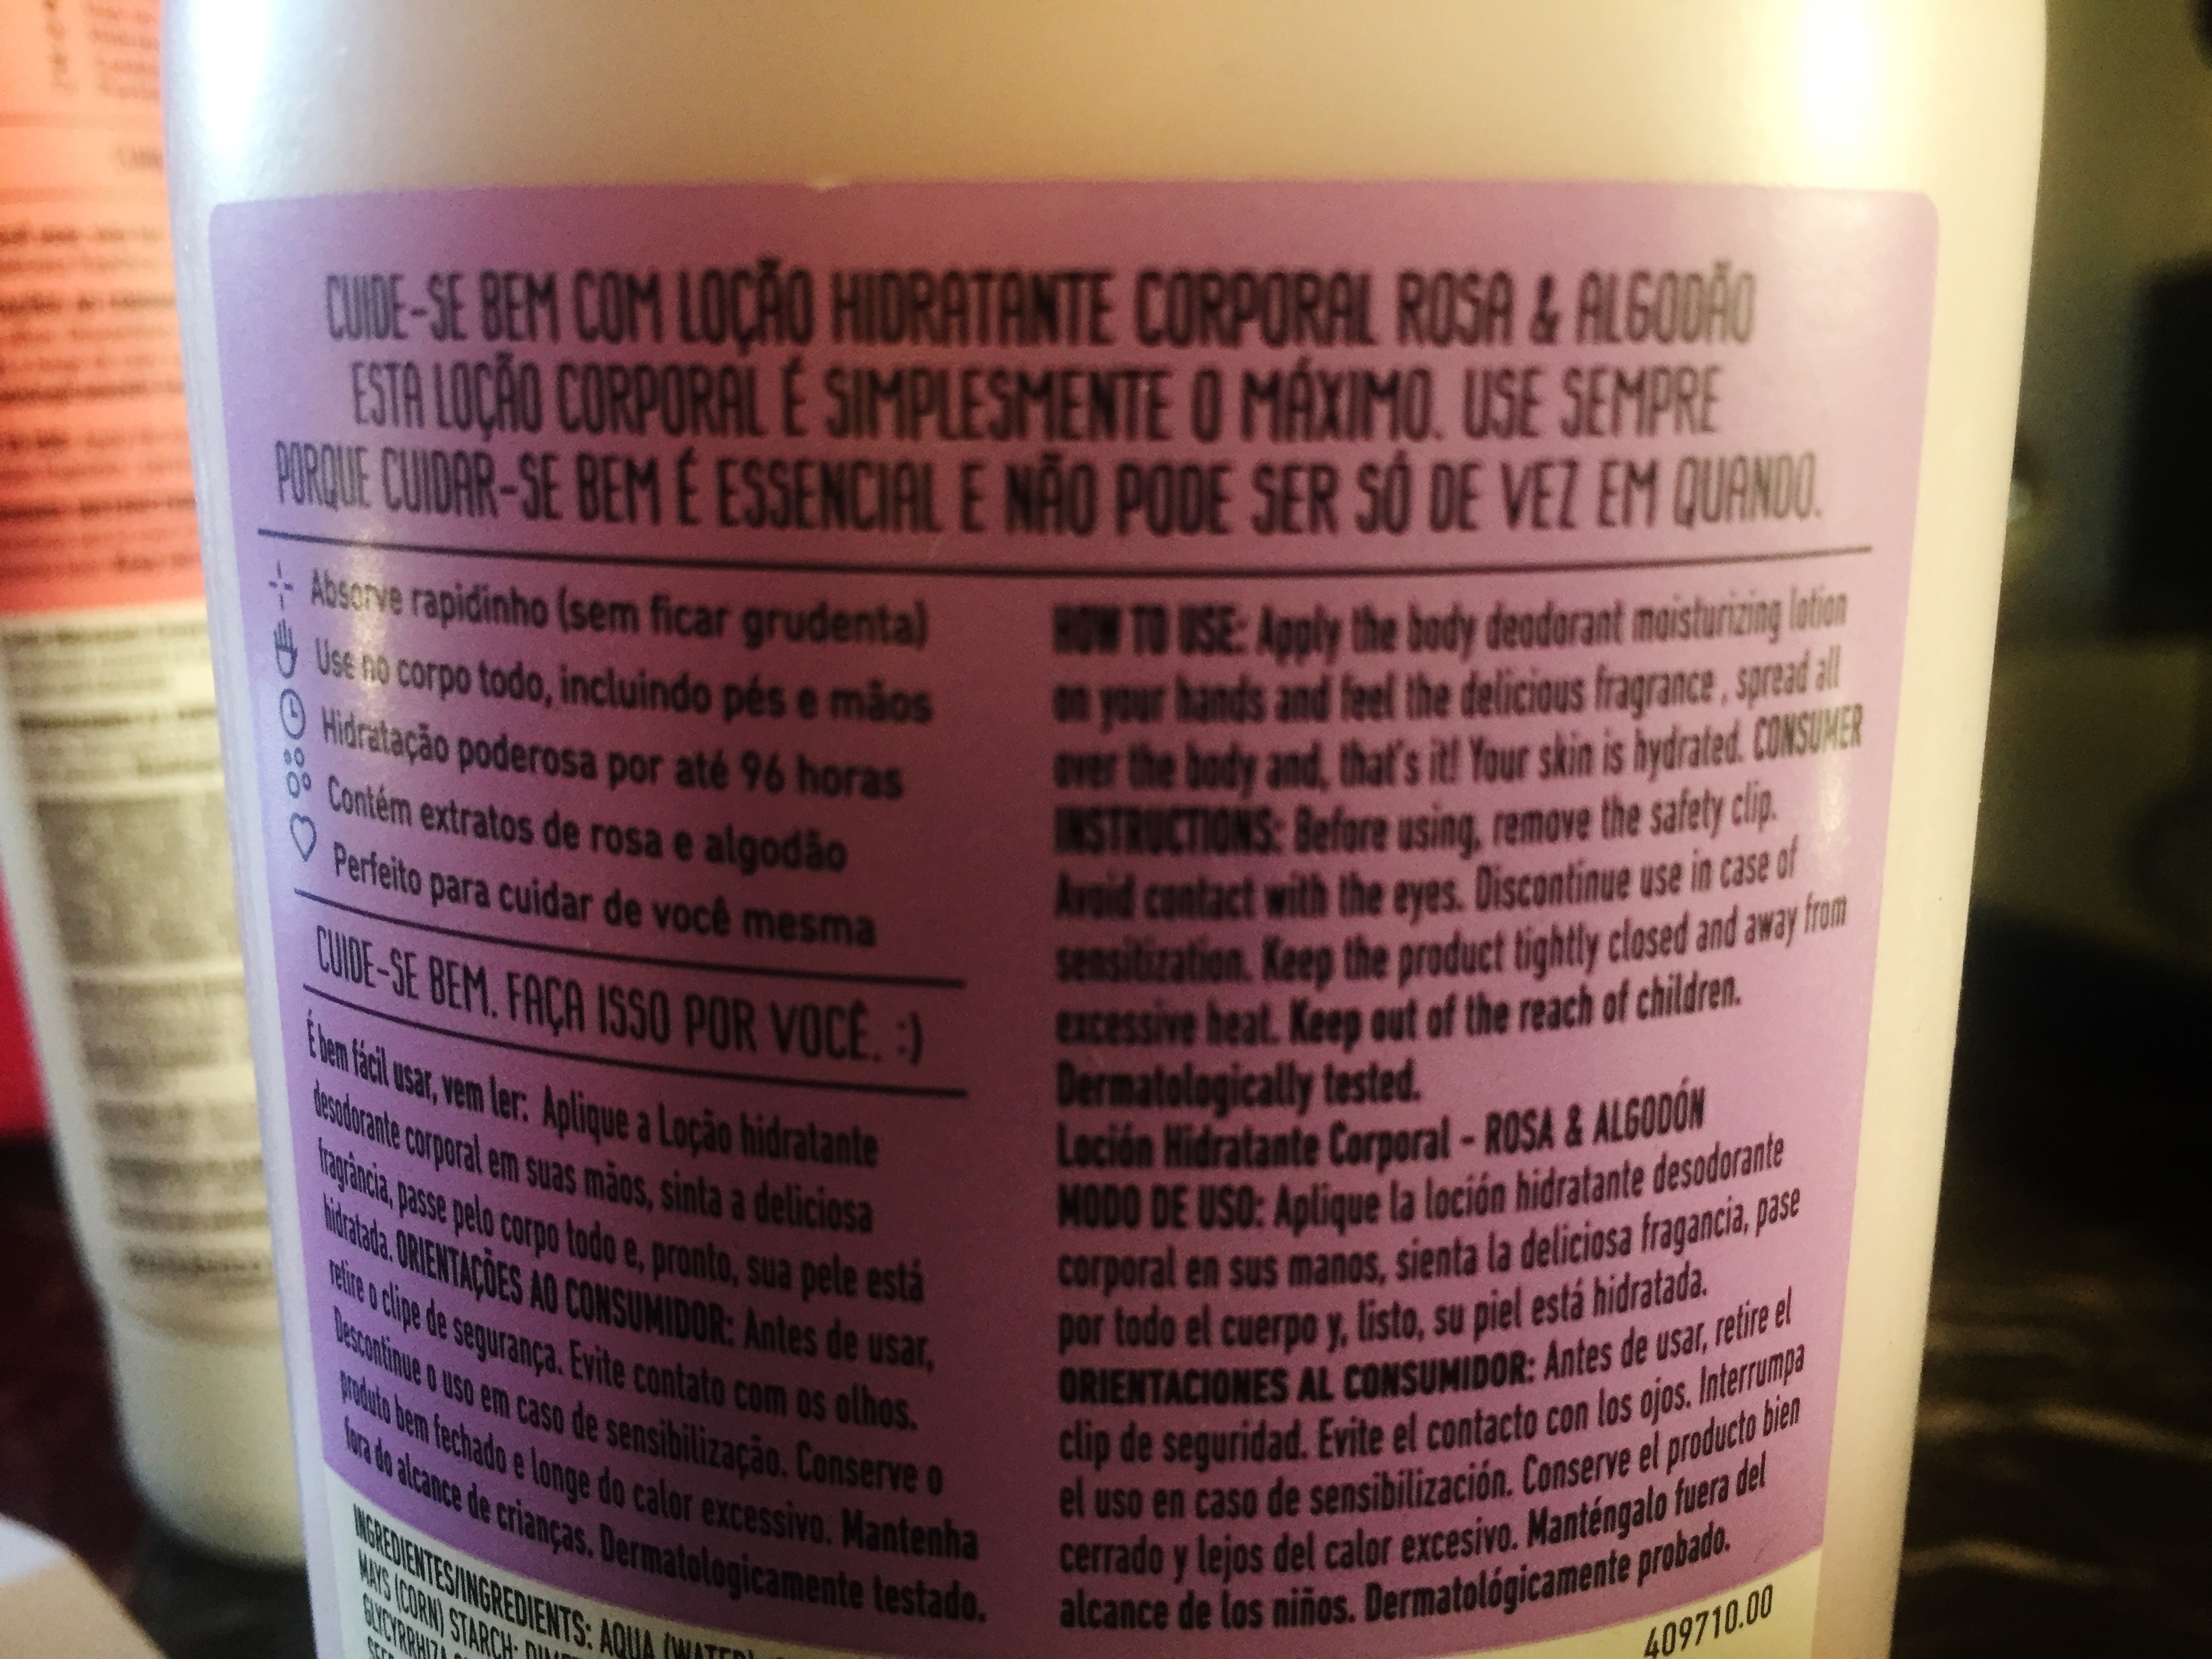 CUIDE-SE BEM COM LOÇÃO HIDRATANTE CORPORAL ROSA & ALGODÃO
ESTA LOÇÃO CORPORAL É SIMPLESMENTE O MÁXIMO. USE SEMPRE
PORQUE CUIDAR-SE BEM É ESSENCIAL E NÃO PODE SER SÓ DE VEZ EM QUANDO.
Absorve rapidinho (sem ficar grudenta)
Use no corpo todo, incluindo pés e mãos
Hidratação poderosa por até 96 horas
Contém extratos de rosa e algodão
Perfeito para cuidar de você mesma
CUIDE-SE BEM. FAÇA ISSO POR VOCÊ. :)
É bem fácil usar, vem ler: Aplique a Loção hidratante
desodorante corporal em suas mãos, sinta a deliciosa
fragrância, passe pelo corpo todo e, pronto, sua pele está
hidratada. ORIENTAÇÕES AO CONSUMIDOR: Antes de usar,
retire o clipe de segurança. Evite contato com os olhos.
Descontinue o uso em caso de sensibilização. Conserve o
produto bem fechado e longe do calor excessivo. Mantenha
fora do alcance de crianças. Dermatologicamente testado.
HOW TO USE: Apply the body deodorant moisturizing lotion
on your hands and feel the delicious fragrance , spread all
over the body and, that's it! Your skin is hydrated. CONSUMER
INSTRUCTIONS: Before using, remove the safety clip.
Avoid contact with the eyes. Discontinue use in case of
sensitization. Keep the product tightly closed and away from
excessive heat. Keep out of the reach of children.
Dermatologically tested.
Loción Hidratante Corporal - ROSA & ALGODÓN
MODO DE USO: Aplique la loción hidratante desodorante
corporal en sus manos, sienta la deliciosa fragancia, pase
por todo el cuerpo y, listo, su piel está hidratada.
ORIENTACIONES AL CONSUMIDOR: Antes de usar, retire el
clip de seguridad. Evite el contacto con los ojos. Interrumpa
el uso en caso de sensibilización. Conserve el producto bien
cerrado y lejos del calor excesivo. Manténgalo fuera del
alcance de los niños. Dermatológicamente probado.
INGREDIENTES/INGREDIENTS: AQUA (WATER)
MAYS (CORN) STARCH;
GLYCYRRHIZA
409710.00